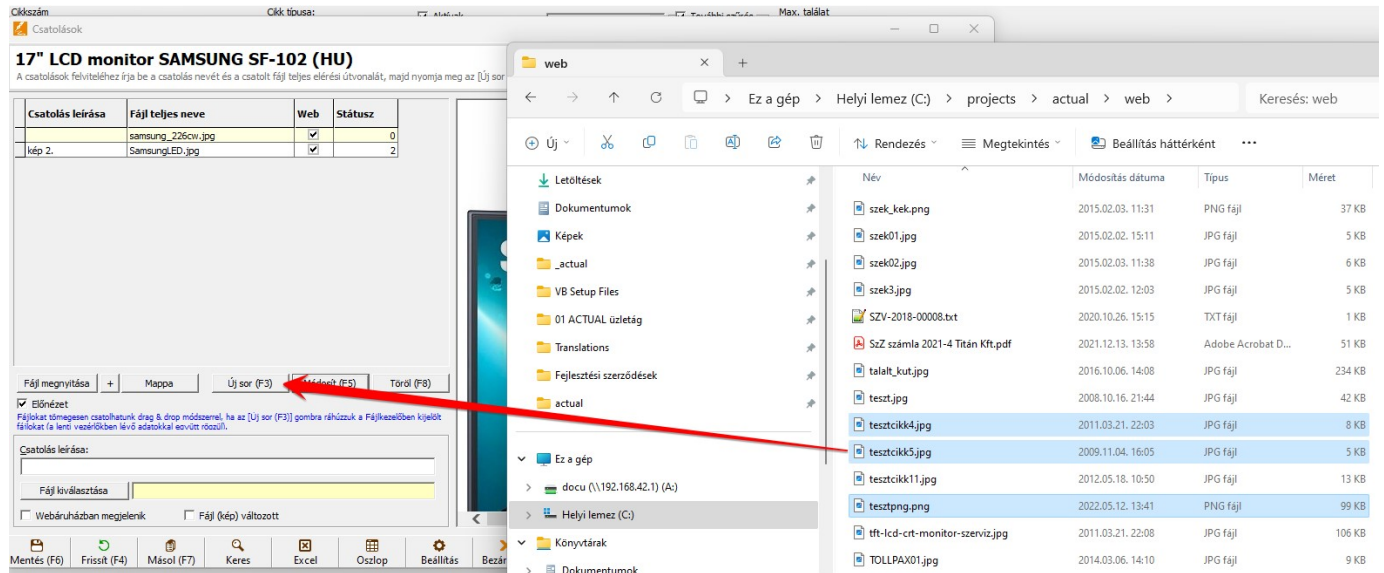 Cikkszám
Cikk típusa:
Max. találat
Csatolások
17" LCD monitor SAMSUNG SF-102 (HU)
A csatolások felviteléhez írja be a csatolás nevét és a csatolt fájl teljes elérési útvonalát, majd nyomja meg az [Új sor
Csatolás leírása Fájl teljes neve Web Státusz
samsung_226cw.jpg 0
kép 2. SamsungLED.jpg 2
Fájl megnyitása + Mappa Új sor (F3) Módosít (F5) Töröl (F8)
Előnézet
Fájlokat tömegesen csatolhatunk drag & drop módszerrel, ha az [Új sor (F3)] gombra ráhúzzuk a Fájlkezelőben kijelölt
fájlokat (a lenti vezérlőkben lévő adatokkal együtt rögzül).
Csatolás leírása:
Fájl kiválasztása
Webáruházban megjelenik Fájl (kép) változott
Mentés (F6) Frissít (F4) Másol (F7) Keres Excel Oszlop Beállítás Bezár
web
Ez a gép > Helyi lemez (C:) > projects > actual > web >
Keresés: web
Új
Rendezés
Megtekintés
Beállítás háttérként
Letöltések
Dokumentumok
Képek
_actual
VB Setup Files
01 ACTUAL üzletág
Translations
Fejlesztési szerződések
actual
Ez a gép
docu (\\192.168.42.1) (A:)
Helyi lemez (C:)
Könyvtárak
Dokumentumok
Név Módosítás dátuma Típus Méret
szek_kek.png 2015.02.03. 11:31 PNG fájl 37 KB
szek01.jpg 2015.02.02. 15:11 JPG fájl 5 KB
szek02.jpg 2015.02.03. 11:38 JPG fájl 6 KB
szek3.jpg 2015.02.02. 12:03 JPG fájl 5 KB
SZV-2018-00008.txt 2020.10.26. 15:15 TXT fájl 1 KB
SzZ számla 2021-4 Titán Kft.pdf 2021.12.13. 13:58 Adobe Acrobat D... 51 KB
talalt_kut.jpg 2016.10.06. 14:08 JPG fájl 234 KB
teszt.jpg 2008.10.16. 21:44 JPG fájl 42 KB
tesztcikk4.jpg 2011.03.21. 22:03 JPG fájl 8 KB
tesztcikk5.jpg 2009.11.04. 16:05 JPG fájl 5 KB
tesztcikk11.jpg 2012.05.18. 10:50 JPG fájl 13 KB
tesztpng.png 2022.05.12. 13:41 PNG fájl 99 KB
tft-lcd-crt-monitor-szerviz.jpg 2011.03.21. 22:08 JPG fájl 106 KB
TOLLPAX01.jpg 2014.03.06. 14:10 JPG fájl 9 KB